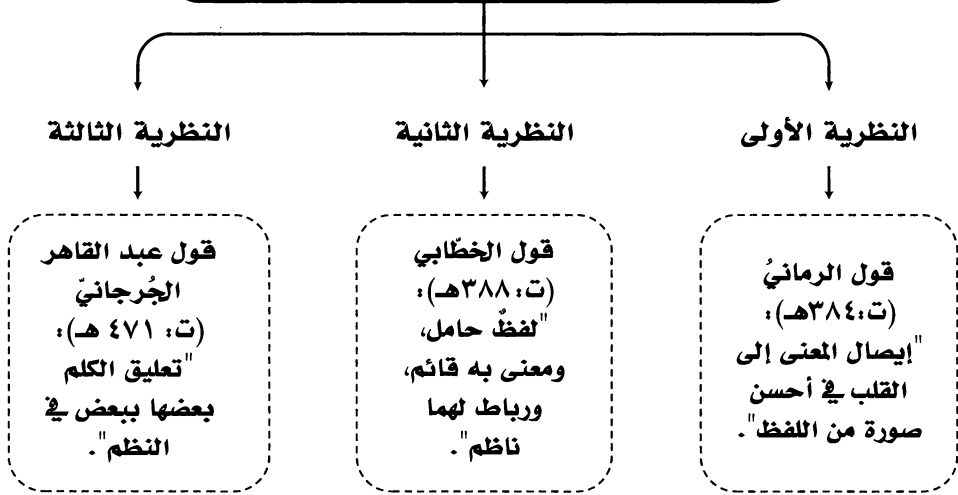 النظرية الأولى
قول الرمانيُ
(ت:٣٨٤هـ):
"إيصال المعنى إلى
القلب في أحسن
صورة من اللفظ".
النظرية الثانية
قول الخطّابي
(ت: ٣٨٨هـ):
"لفظٌ حامل،
ومعنى به قائم،
ورباط لهما
ناظم".
النظرية الثالثة
قول عبد القاهر
الجُرجانيّ
(ت: ٤٧١ هـ):
"تعليق الكلم
بعضها ببعض في
النظم".